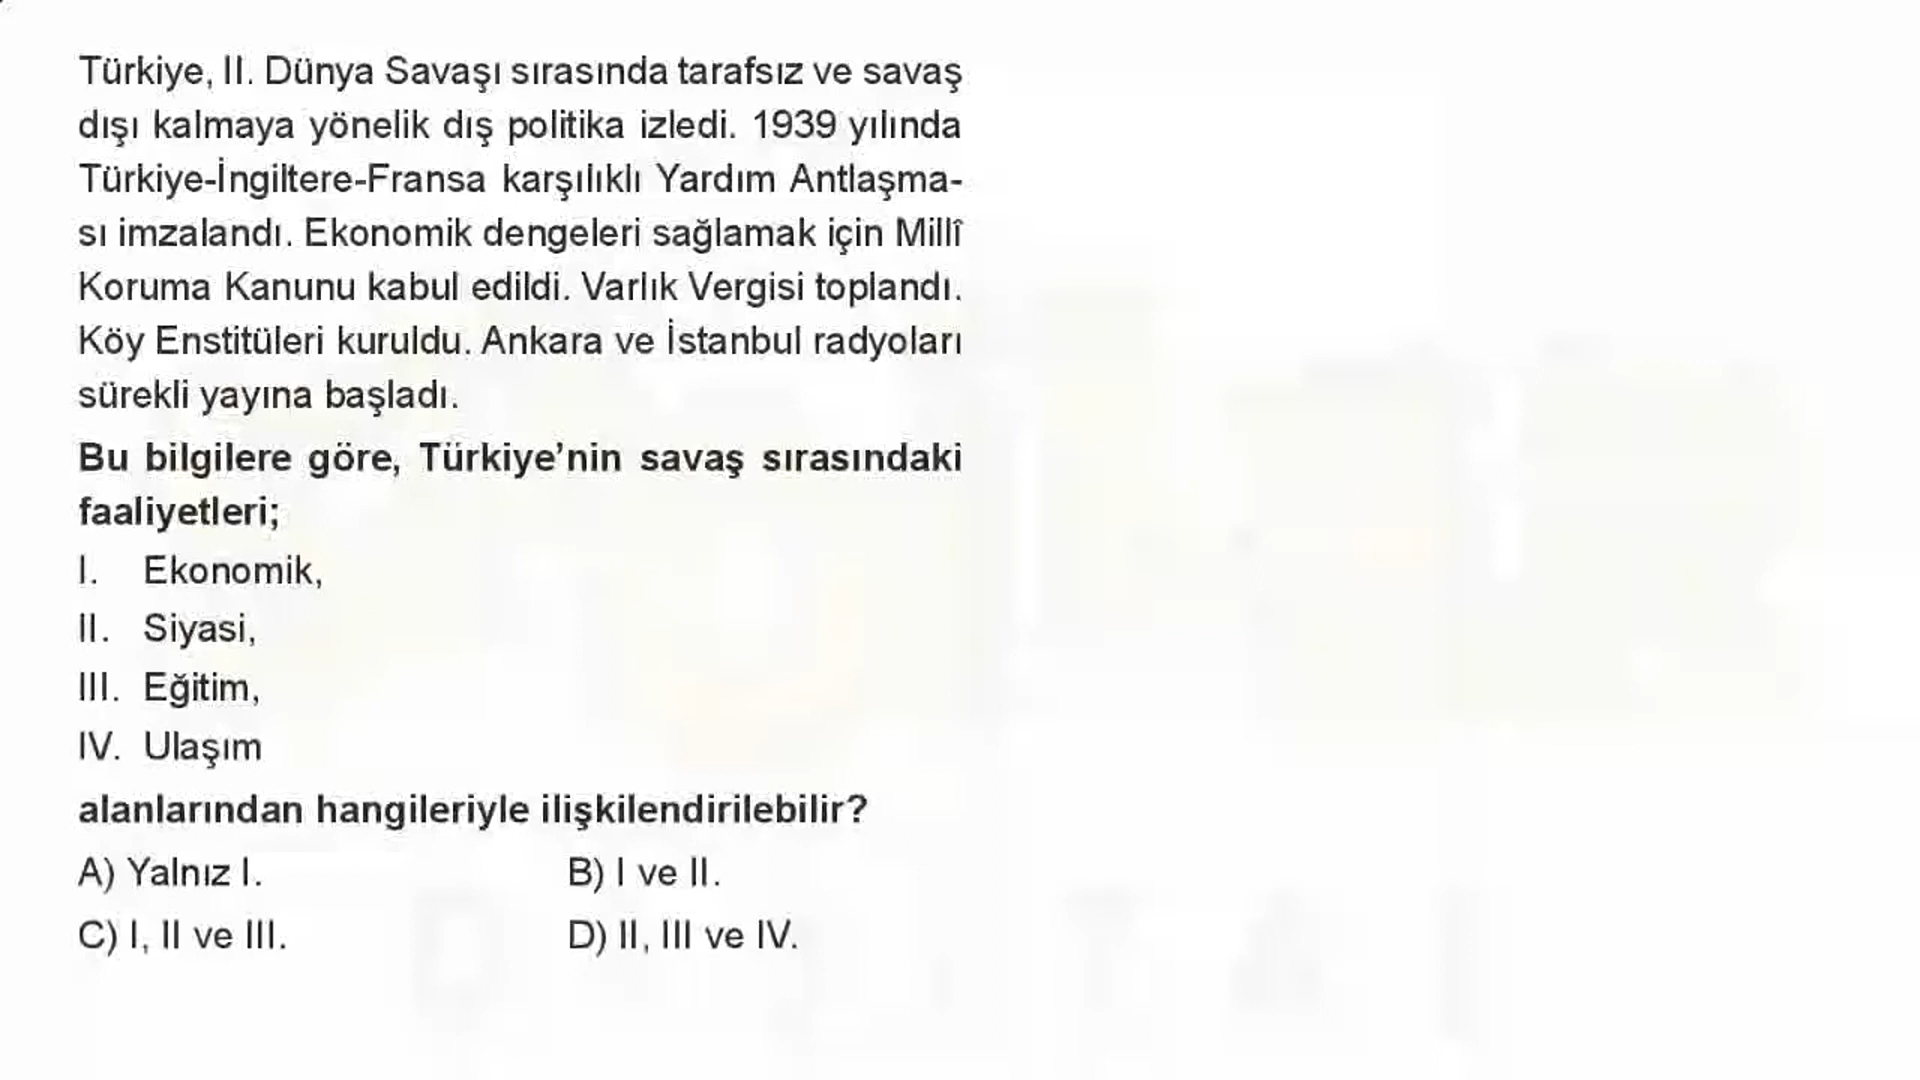 Türkiye, II. Dünya Savaşı sırasında tarafsız ve savaş
dışı kalmaya yönelik dış politika izledi. 1939 yılında
Türkiye-İngiltere-Fransa karşılıklı Yardım Antlaşma-
sı imzalandı. Ekonomik dengeleri sağlamak için Millî
Koruma Kanunu kabul edildi. Varlık Vergisi toplandı.
Köy Enstitüleri kuruldu. Ankara ve İstanbul radyoları
sürekli yayına başladı.
Bu bilgilere göre, Türkiye’nin savaş sırasındaki
faaliyetleri;
I. Ekonomik,
II. Siyasi,
III. Eğitim,
IV. Ulaşım
alanlarından hangileriyle ilişkilendirilebilir?
A) Yalnız I. B) I ve II.
C) I, II ve III. D) II, III ve IV.